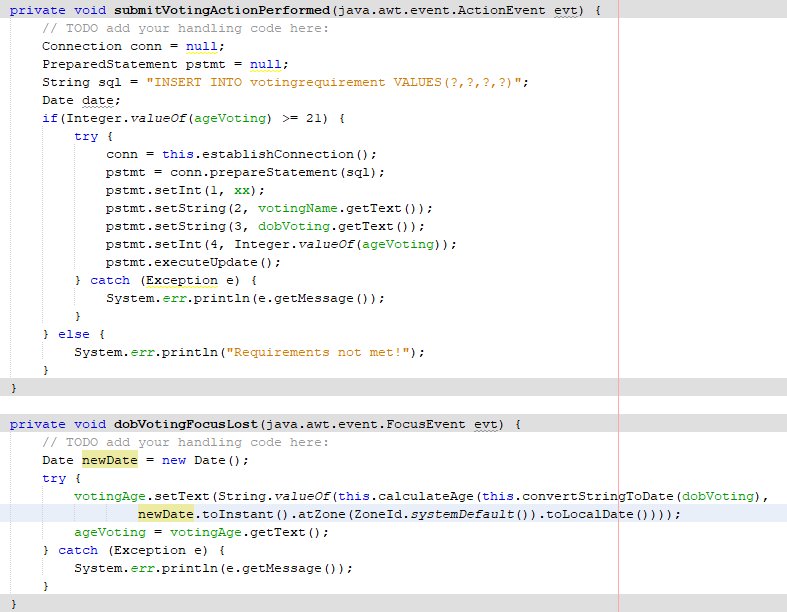 private void submitVotingActionPerformed(java.awt.event.ActionEvent evt) {
    // TODO add your handling code here:
    Connection conn = null;
    PreparedStatement pstmt = null;
    String sql = "INSERT INTO votingrequirement VALUES(?,?,?,?)";
    Date date;
    if(Integer.valueOf(ageVoting) >= 21) {
        try {
            conn = this.establishConnection();
            pstmt = conn.prepareStatement(sql);
            pstmt.setInt(1, xx);
            pstmt.setString(2, votingName.getText());
            pstmt.setString(3, dobVoting.getText());
            pstmt.setInt(4, Integer.valueOf(ageVoting));
            pstmt.executeUpdate();
        } catch (Exception e) {
            System.err.println(e.getMessage());
        }
    } else {
        System.err.println("Requirements not met!");
    }
}
private void dobVotingFocusLost(java.awt.event.FocusEvent evt) {
    // TODO add your handling code here:
    Date newDate = new Date();
    try {
        votingAge.setText(String.valueOf(this.calculateAge(this.convertStringToDate(dobVoting),
                newDate.toInstant().atZone(ZoneId.systemDefault()).toLocalDate())));
        ageVoting = votingAge.getText();
    } catch (Exception e) {
        System.err.println(e.getMessage());
    }
}